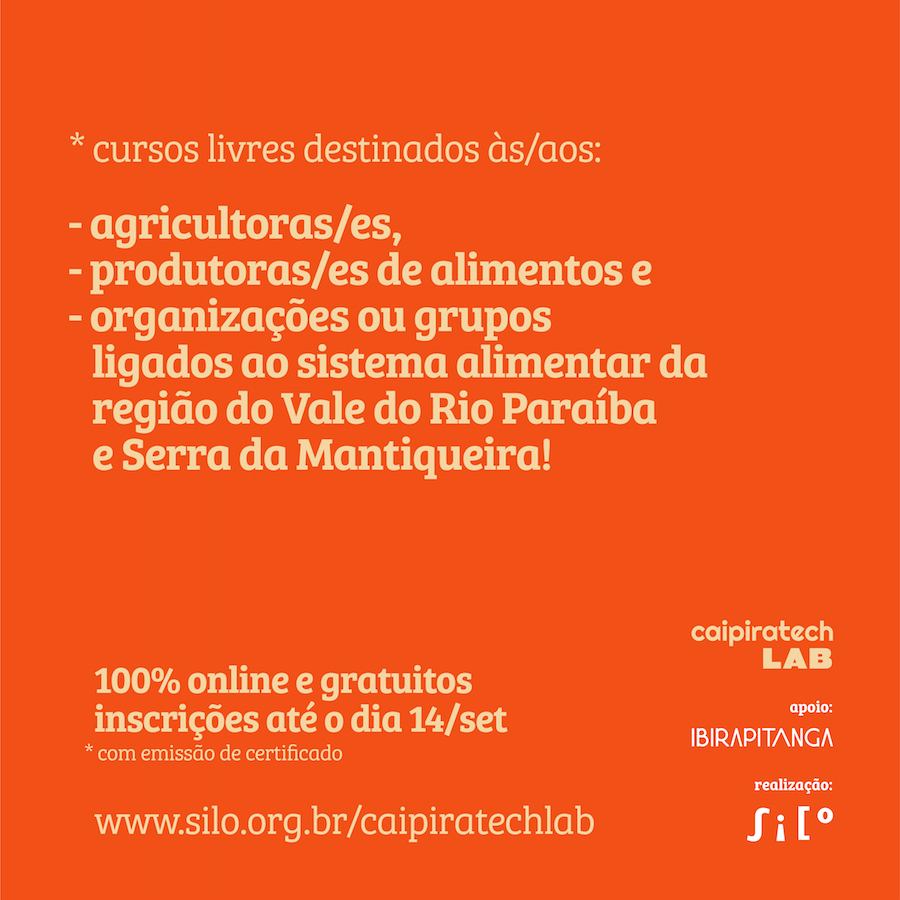 * cursos livres destinados às/aos:
- agricultoras/es,
- produtoras/es de alimentos e
- organizações ou grupos
ligados ao sistema alimentar da
região do Vale do Rio Paraíba
e Serra da Mantiqueira!
100% online e gratuitos
inscrições até o dia 14/set
* com emissão de certificado
www.silo.org.br/caipiratechlab
caipiratech
LAB
apoio:
IBIRAPITANGA
realização:
silo